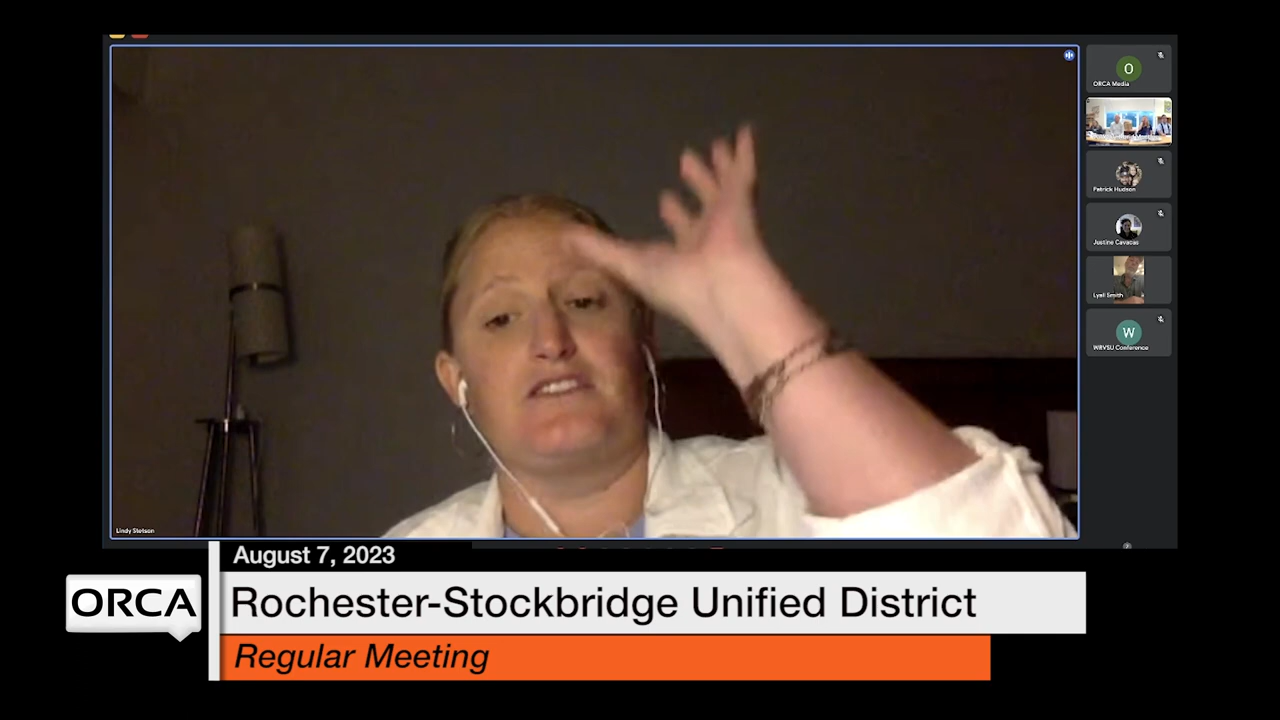 O
ORCA Media
Patrick Hudson
Justine Cavacas
Lyall Smith
W
WRVSU Conference
Lindy Stetson
August 7, 2023
ORCA
Rochester-Stockbridge Unified District
Regular Meeting